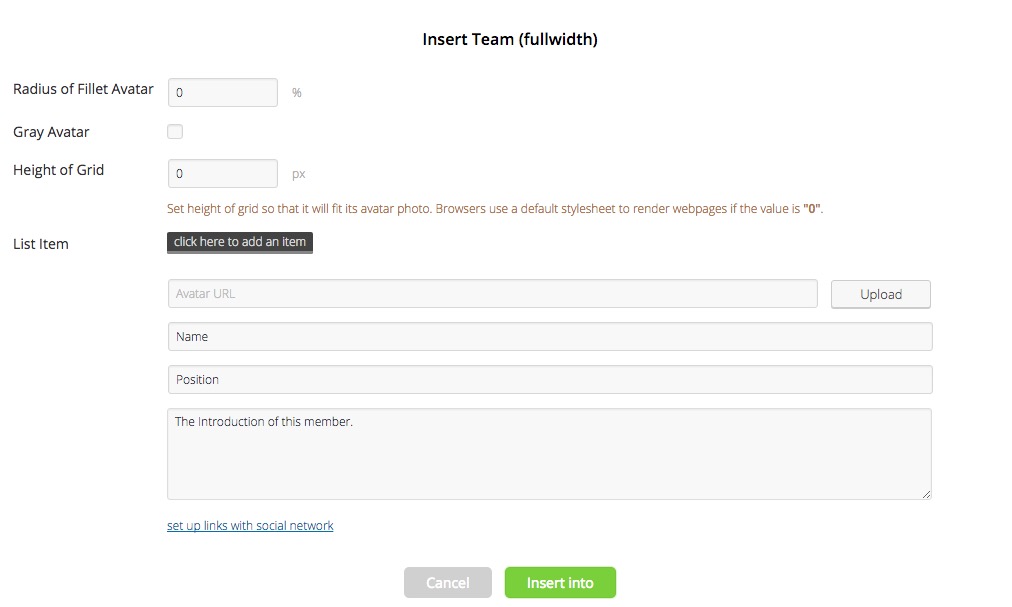 Insert Team (fullwidth)
Radius of Fillet Avatar 0 %
Gray Avatar
Height of Grid 0 px
Set height of grid so that it will fit its avatar photo. Browsers use a default stylesheet to render webpages if the value is "0".
List Item click here to add an item
Avatar URL Upload
Name
Position
The Introduction of this member.
set up links with social network
Cancel Insert into